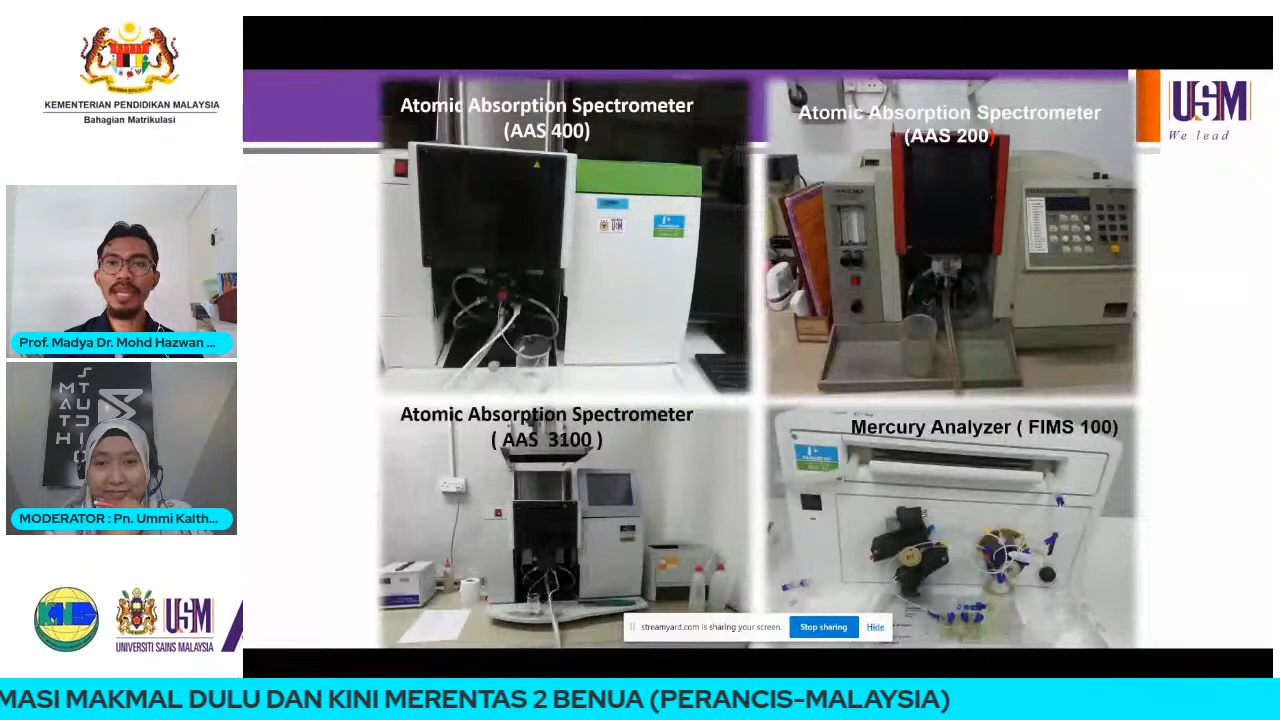 KEMENTERIAN PENDIDIKAN MALAYSIA
Bahagian Matrikulasi
Prof. Madya Dr. Mohd Hazwan ...
MATH
STUDIO
MODERATOR : Pn. Ummi Kalth...
USM
UNIVERSITI SAINS MALAYSIA
Atomic Absorption Spectrometer
(AAS 400)
Atomic Absorption Spectrometer
(AAS 200)
USM
We lead
Atomic Absorption Spectrometer
( AAS 3100 )
Mercury Analyzer ( FIMS 100)
streamyard.com is sharing your screen.
Stop sharing
Hide
MASI MAKMAL DULU DAN KINI MERENTAS 2 BENUA (PERANCIS-MALAYSIA)